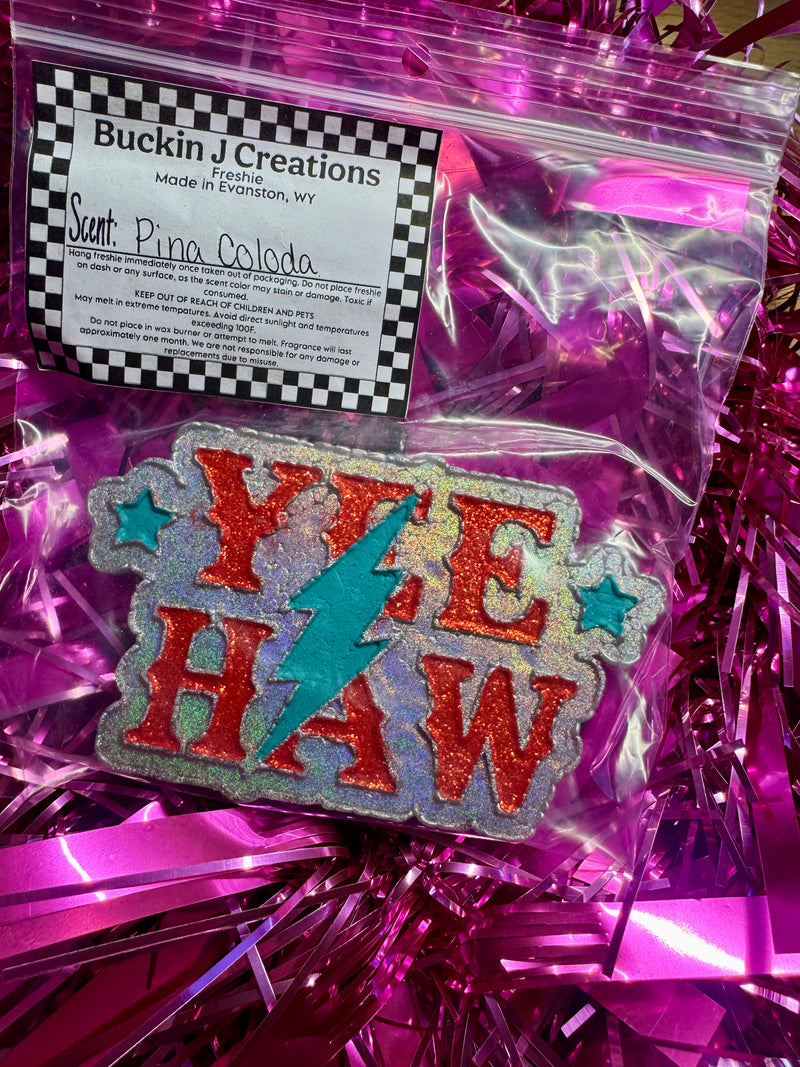 Buckin J Creations
Freshie
Made in Evanston, WY
Scent: Pina Coloda
Hang freshie immediately once taken out of packaging. Do not place freshie
on dash or any surface, as the scent color may stain or damage. Toxic if
consumed.
KEEP OUT OF REACH OF CHILDREN AND PETS
May melt in extreme tempatures. Avoid direct sunlight and temperatures
exceeding 100F.
Do not place in wax burner or attempt to melt. Fragrance will last
approximately one month. We are not responsible for any damage or
replacements due to misuse.
YEE
HAW